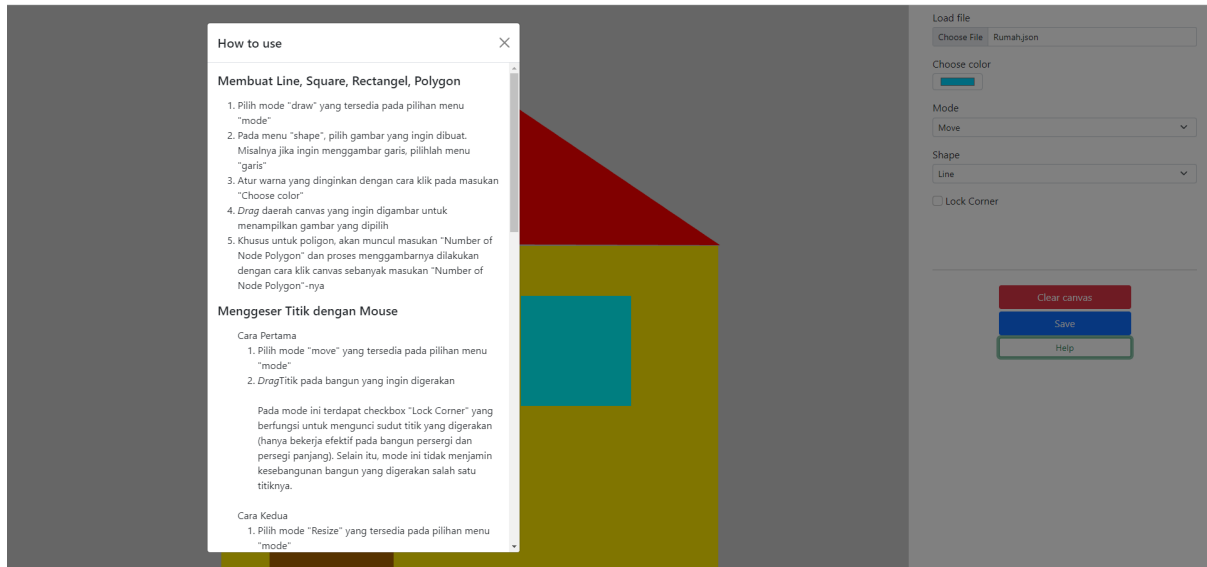 How to use
Membuat Line, Square, Rectangel, Polygon
1. Pilih mode "draw" yang tersedia pada pilihan menu
"mode"
2. Pada menu "shape", pilih gambar yang ingin dibuat.
Misalnya jika ingin menggambar garis, pilihlah menu
"garis"
3. Atur warna yang dinginkan dengan cara klik pada masukan
"Choose color"
4. Drag daerah canvas yang ingin digambar untuk
menampilkan gambar yang dipilih
5. Khusus untuk poligon, akan muncul masukan "Number of
Node Polygon" dan proses menggambarnya dilakukan
dengan cara klik canvas sebanyak masukan "Number of
Node Polygon"-nya
Menggeser Titik dengan Mouse
Cara Pertama
1. Pilih mode "move" yang tersedia pada pilihan menu
"mode"
2. DragTitik pada bangun yang ingin digerakan
Pada mode ini terdapat checkbox "Lock Corner" yang
berfungsi untuk mengunci sudut titik yang digerakan
(hanya bekerja efektif pada bangun persergi dan
persegi panjang). Selain itu, mode ini tidak menjamin
kesebangunan bangun yang digerakan salah satu
titiknya.
Cara Kedua
1. Pilih mode "Resize" yang tersedia pada pilihan menu
"mode"
Load file
Choose File Rumah.json
Choose color
Mode
Move
Shape
Line
Lock Corner
Clear canvas
Save
Help